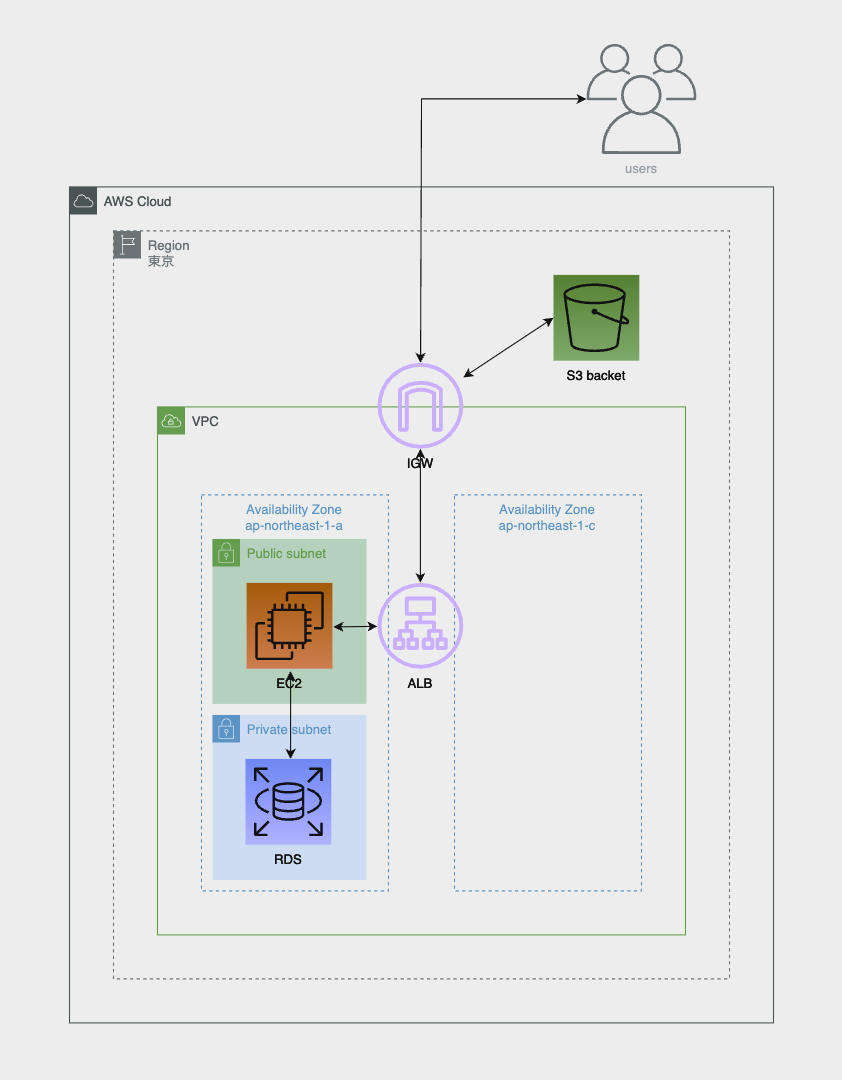 users
AWS Cloud
Region
東京
S3 backet
VPC
IGW
Availability Zone
ap-northeast-1-a
Availability Zone
ap-northeast-1-c
Public subnet
EC2
ALB
Private subnet
RDS